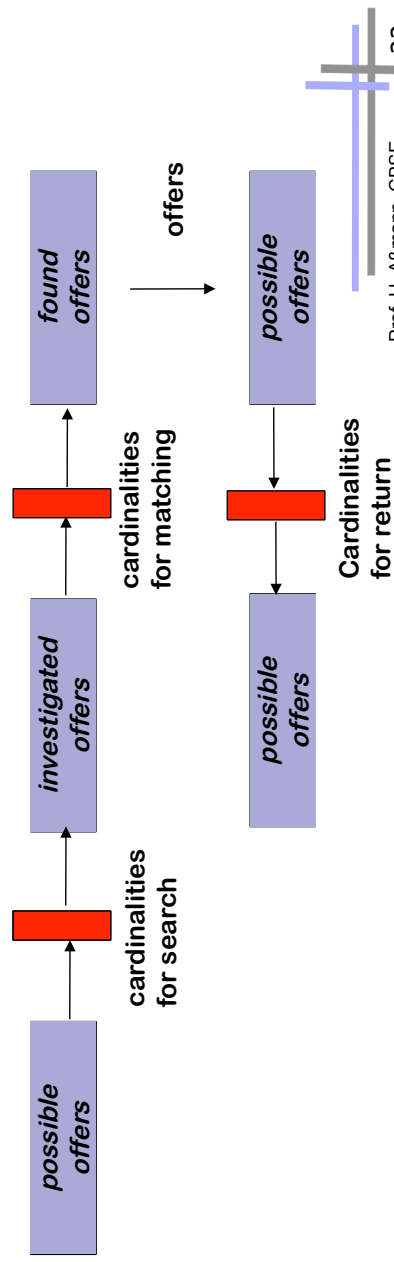 possible
offers
investigated
offers
found
offers
cardinalities
for search
cardinalities
for matching
offers
possible
offers
possible
offers
Cardinalities
for return
Prof. U. Aßmann, CBSE